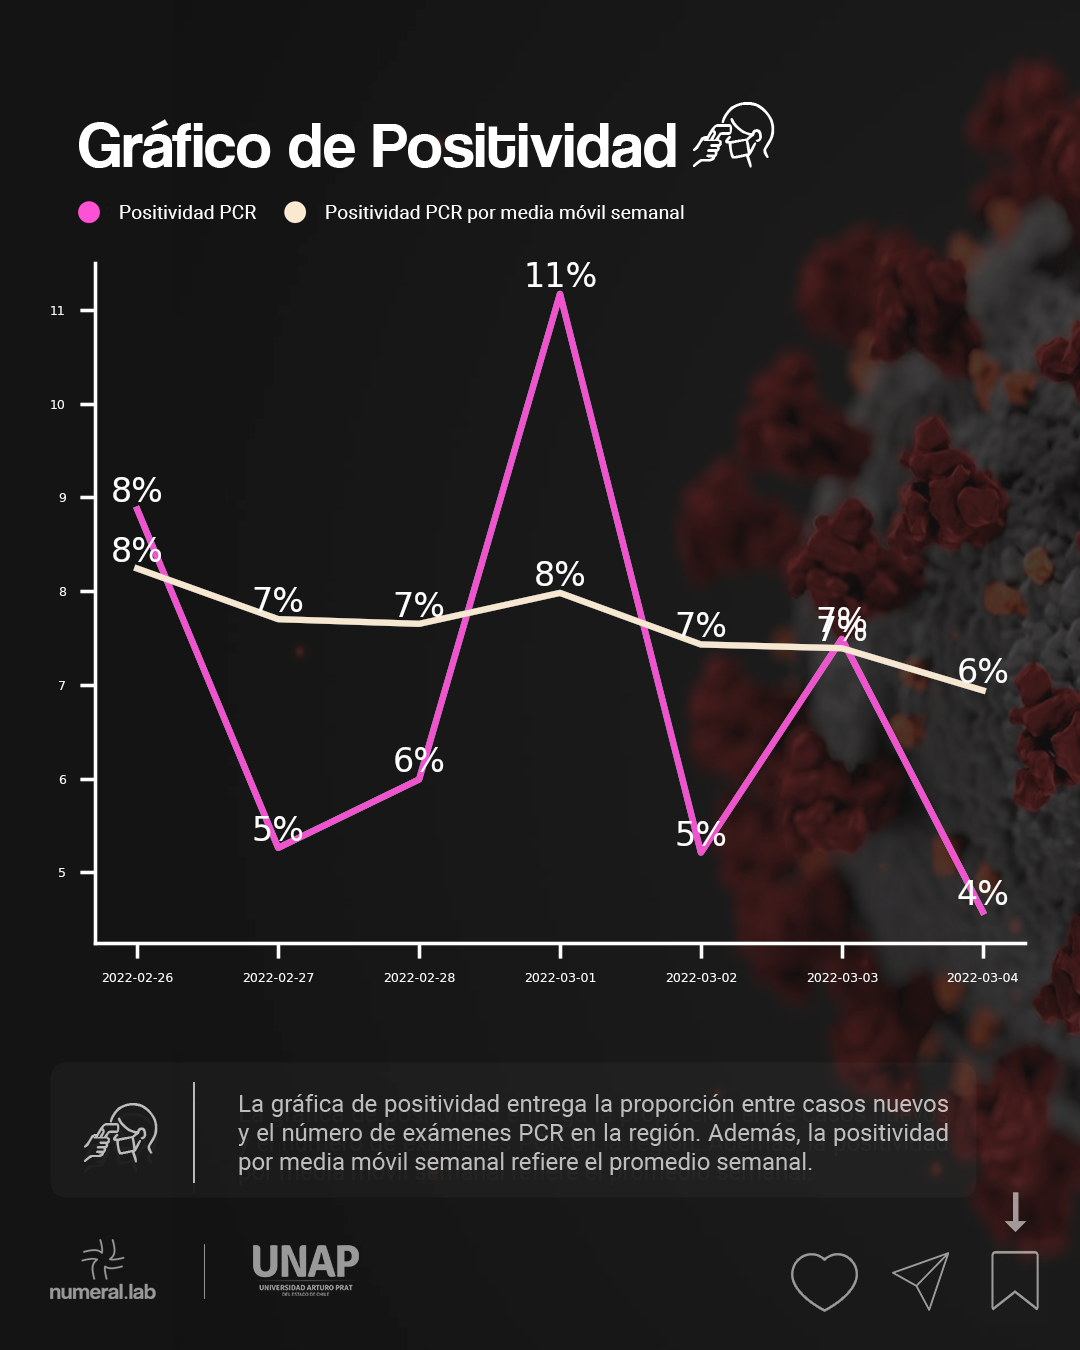 Gráfico de Positividad
Positividad PCR
Positividad PCR por media móvil semanal
11%
11
10
9
8%
8%
8
7%
7%
8%
7%
7%
7%
6%
7
6%
6
5%
5%
4%
5
2022-02-26
2022-02-27
2022-02-28
2022-03-01
2022-03-02
2022-03-03
2022-03-04
La gráfica de positividad entrega la proporción entre casos nuevos
y el número de exámenes PCR en la región. Además, la positividad
por media móvil semanal refiere el promedio semanal.
numeral.lab
UNAP
UNIVERSIDAD ARTURO PRAT
DEL ESTADO DE CHILE